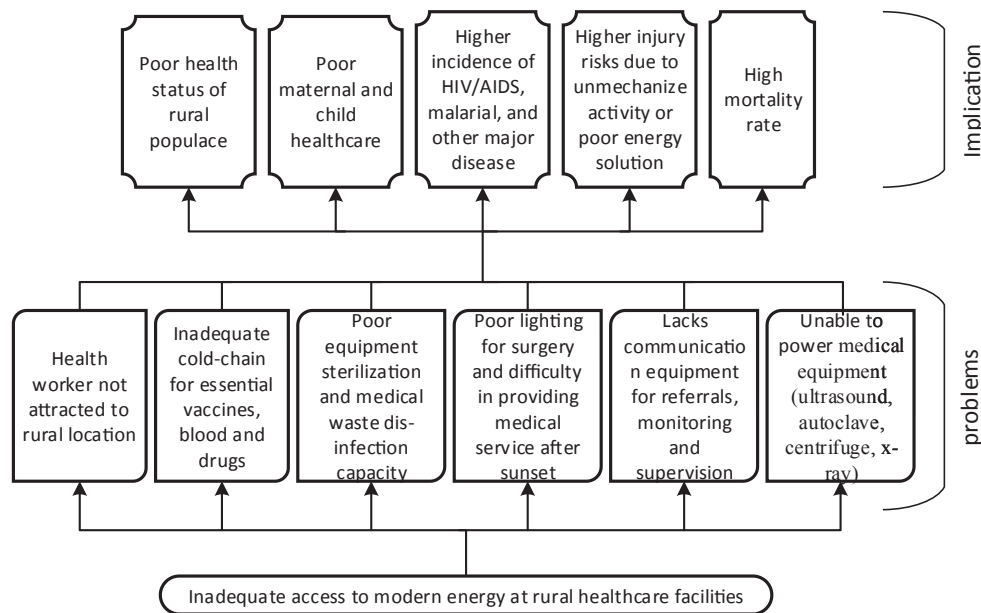 Poor health
status of
rural
populace
Poor
maternal and
child
healthcare
Higher
incidence of
HIV/AIDS,
malarial, and
other major
disease
Higher injury
risks due to
unmechanize
activity or
poor energy
solution
High
mortality
rate
Implication
Health
worker not
attracted to
rural location
Inadequate
cold-chain
for essential
vaccines,
blood and
drugs
Poor
equipment
sterilization
and medical
waste dis-
infection
capacity
Poor lighting
for surgery
and difficulty
in providing
medical
service after
sunset
Lacks
communicatio
n equipment
for referrals,
monitoring
and
supervision
Unable to
power medical
equipment
(ultrasound,
autoclave,
centrifuge, x-
ray)
problems
Inadequate access to modern energy at rural healthcare facilities